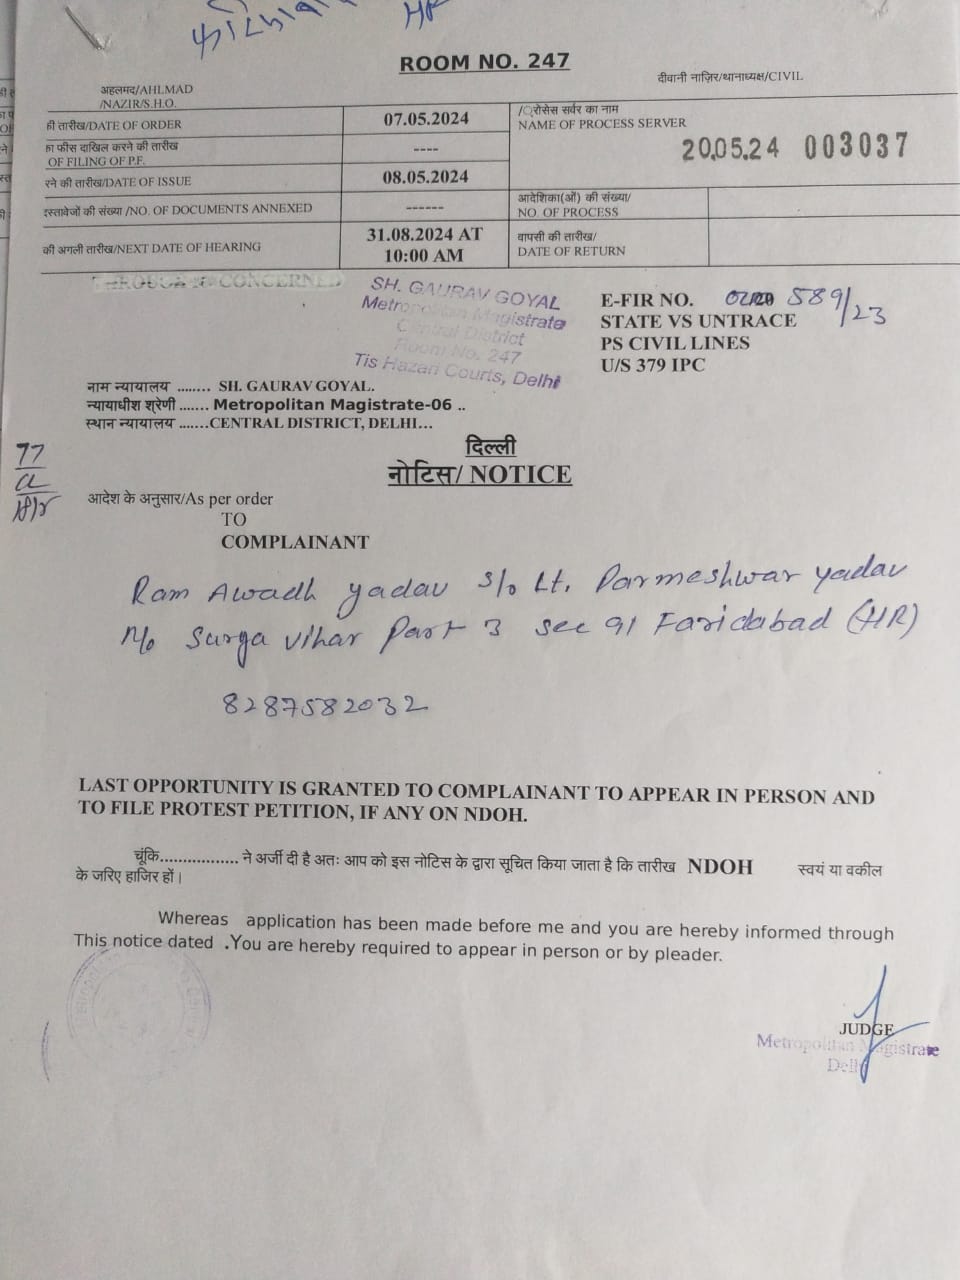 फरीदाबाद
HR
ROOM NO. 247
अहलमद/AHLMAD
/NAZIR/S.H.O.
दीवानी नाज़िर/थानाध्यक्ष/CIVIL
ही तारीख/DATE OF ORDER 07.05.2024
/प्रोसेस सर्वर का नाम
NAME OF PROCESS SERVER
20.05.24 003037
का फीस दाखिल करने की तारीख
OF FILING OF P.F. ----
रने की तारीख/DATE OF ISSUE 08.05.2024
दस्तावेजों की संख्या /NO. OF DOCUMENTS ANNEXED ------
आदेशिका(ओं) की संख्या/
NO. OF PROCESS
की अगली तारीख/NEXT DATE OF HEARING 31.08.2024 AT
10:00 AM
वापसी की तारीख/
DATE OF RETURN
CONCERNED
SH. GAURAV GOYAL
Metropolitan Magistrate
Central District
Room No. 247
Tis Hazari Courts, Delhi
E-FIR NO. 589/23
STATE VS UNTRACE
PS CIVIL LINES
U/S 379 IPC
नाम न्यायालय ........ SH. GAURAV GOYAL.
न्यायाधीश श्रेणी ....... Metropolitan Magistrate-06 ..
स्थान न्यायालय .......CENTRAL DISTRICT, DELHI...
77
दिल्ली
नोटिस/ NOTICE
आदेश के अनुसार/As per order
TO
COMPLAINANT
Ram Awadh yadav S/o Lt. Parmeshwar yadav
R/o Surya vihar Part 3 sec 91 Faridabad (HR)
8287582032
LAST OPPORTUNITY IS GRANTED TO COMPLAINANT TO APPEAR IN PERSON AND
TO FILE PROTEST PETITION, IF ANY ON NDOH.
चूंकि................. ने अर्जी दी है अतः आप को इस नोटिस के द्वारा सूचित किया जाता है कि तारीख NDOH स्वयं या वकील
के जरिए हाजिर हों।
Whereas application has been made before me and you are hereby informed through
This notice dated .You are hereby required to appear in person or by pleader.
JUDGE
Metropolitan Magistrate
Delhi